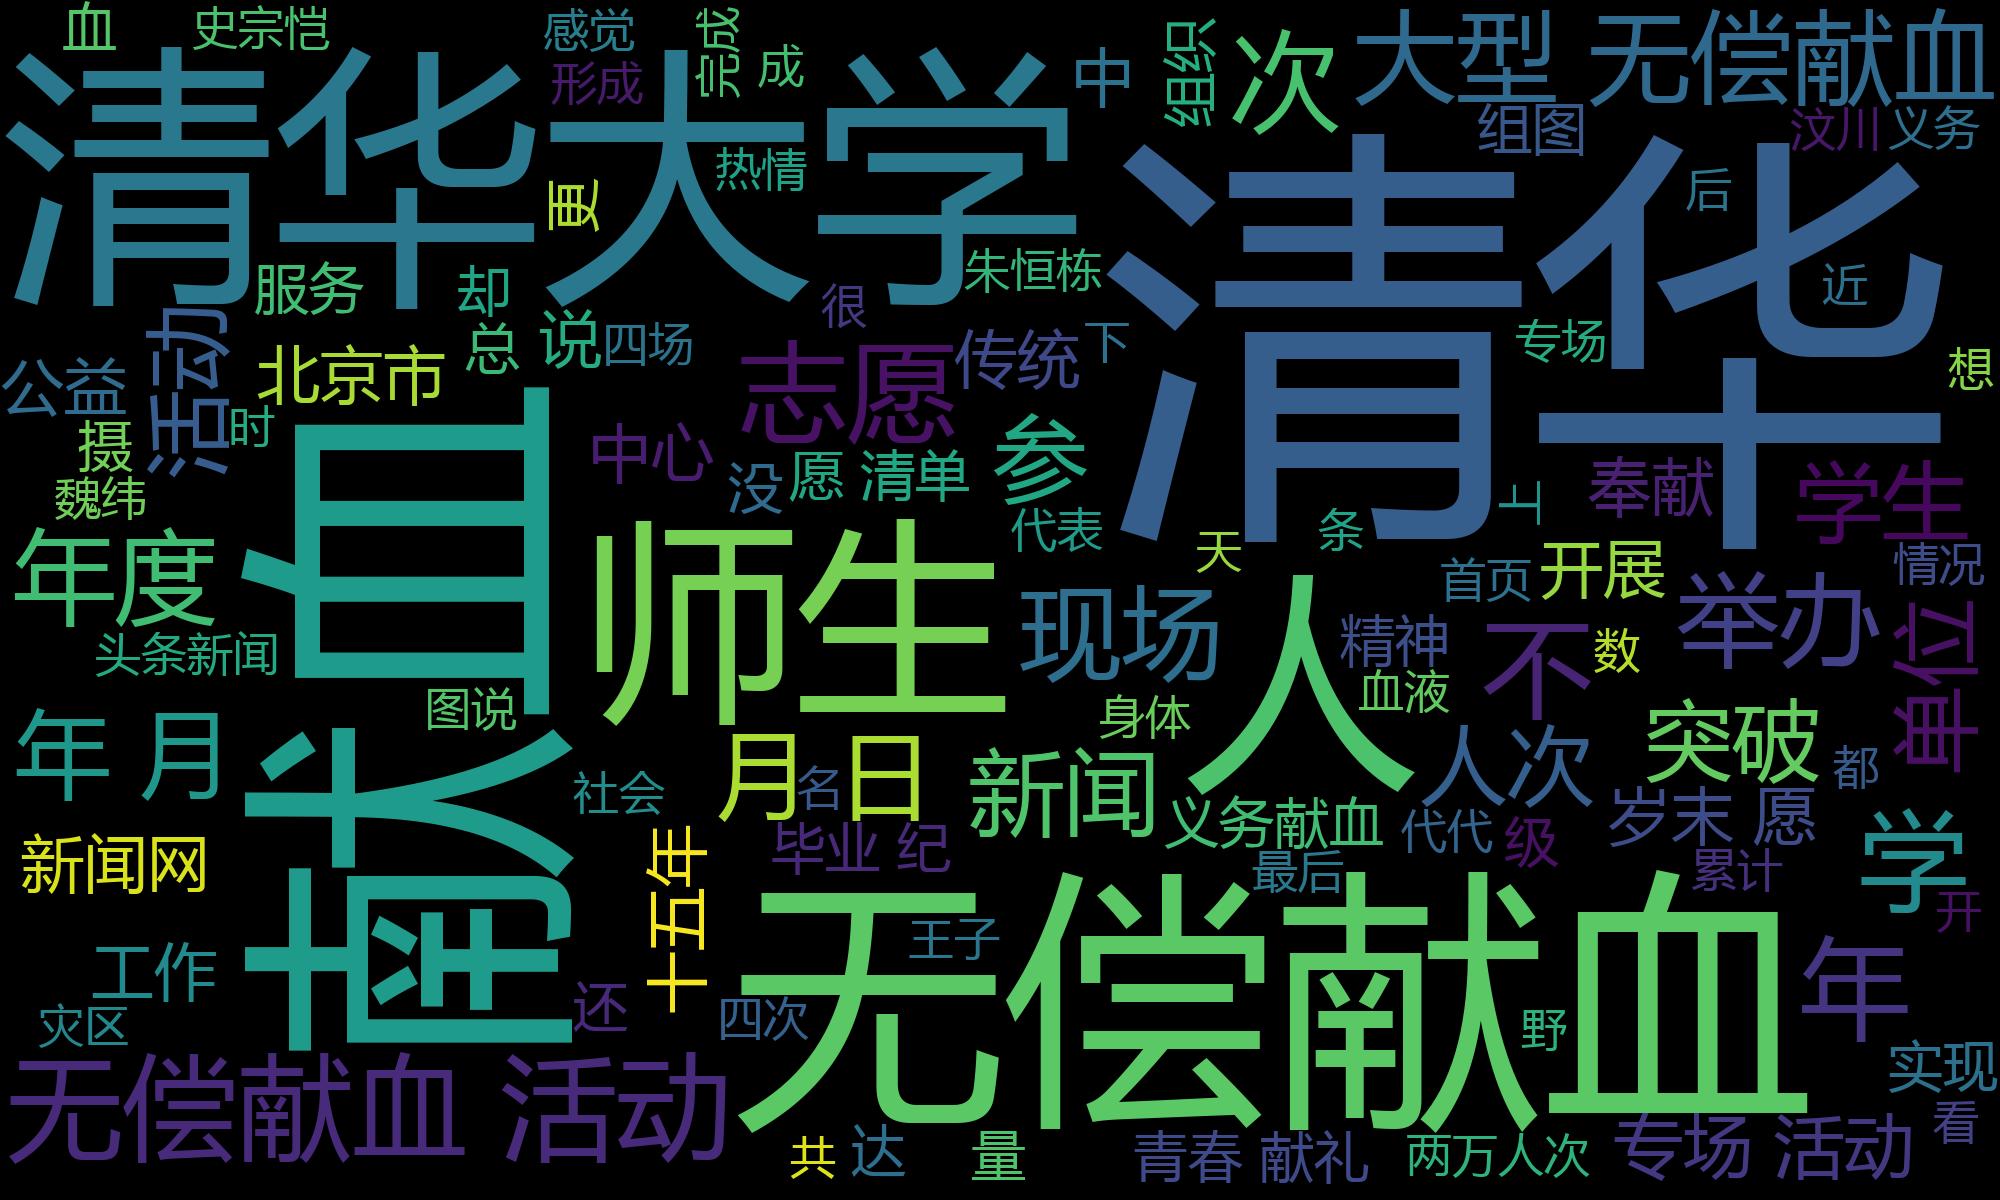 血
史宗恺
感觉
完成
成
形成
中
组织
次
大型
无偿献血
清华大学
组图
汶川
义务
热情
更
清华
后
服务
却
朱恒栋
近
很
活动
总
说
四场
传统
下
专场
公益
北京市
志愿
想
时
摄
献血
中心
没
愿
清单
参
奉献
学生
魏纬
代表
天
条
上
年度
师生
现场
人
首页
开展
举办
情况
单位
头条新闻
精神
不
数
图说
身体
血液
突破
年 月
社会
月 日
名
新闻
人次
都
新闻网
十五年
毕业 纪
义务献血
代代
级
岁末 愿
学
最后
累计
开
无偿献血
王子
工作
年
灾区
还
四次
野
实现
无偿献血 活动
共
达
量
青春 献礼
两万人次
专场 活动
看